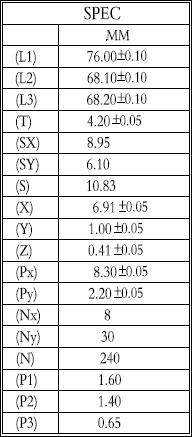 SPEC
MM
(L1) 76.00±0.10
(L2) 68.10±0.10
(L3) 68.20±0.10
(T) 4.20±0.05
(SX) 8.95
(SY) 6.10
(S) 10.83
(X) 6.91±0.05
(Y) 1.00±0.05
(Z) 0.41±0.05
(Px) 8.30±0.05
(Py) 2.20±0.05
(Nx) 8
(Ny) 30
(N) 240
(P1) 1.60
(P2) 1.40
(P3) 0.65